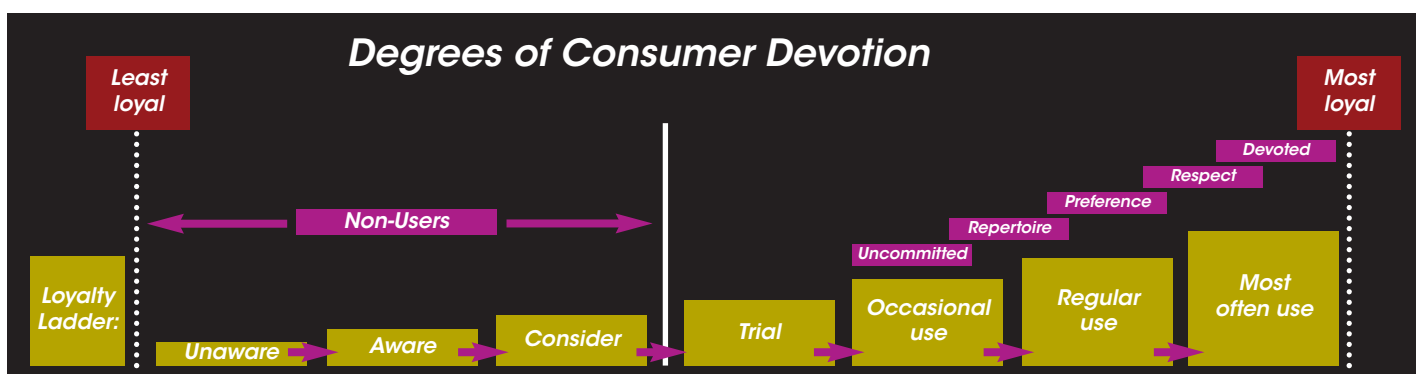 Degrees of Consumer Devotion
Least
loyal
Most
loyal
Devoted
Respect
Preference
Repertoire
Uncommitted
Non-Users
Loyalty
Ladder:
Unaware
Aware
Consider
Trial
Occasional
use
Regular
use
Most
often use